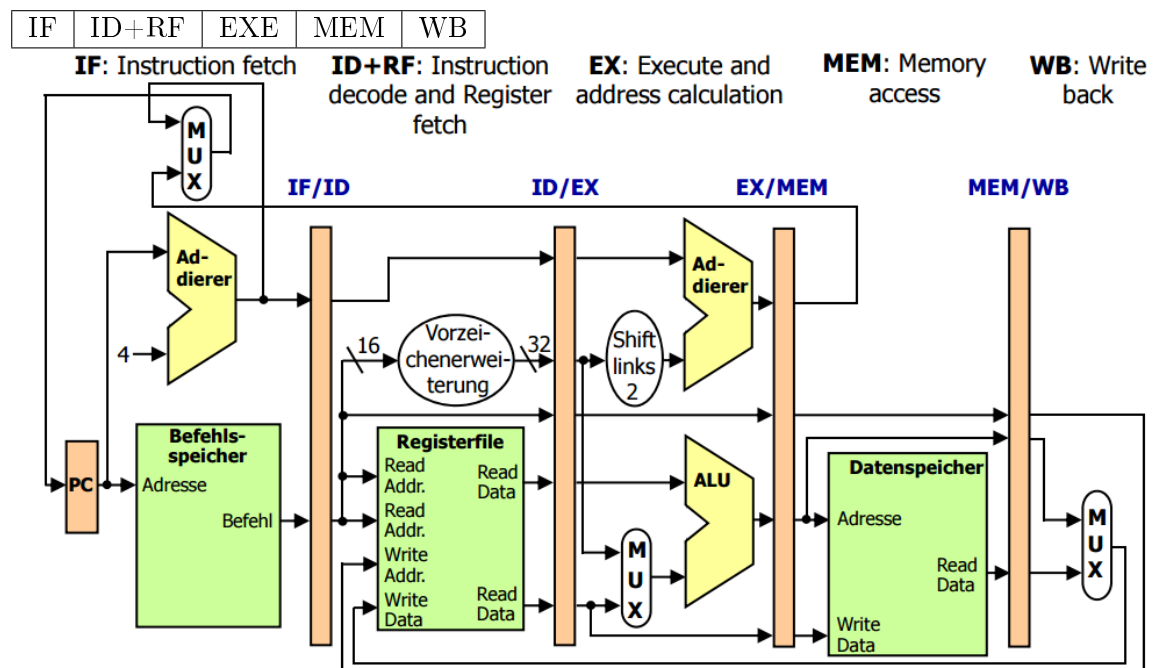 IF ID+RF EXE MEM WB
IF: Instruction fetch
ID+RF: Instruction
decode and Register
fetch
EX: Execute and
address calculation
MEM: Memory
access
WB: Write
back
M
U
X
IF/ID
ID/EX
EX/MEM
MEM/WB
Ad-
dierer
4
Ad-
dierer
16
Vorzei-
chenerwei-
terung
32
Shift
links
2
PC
Befehls-
speicher
Adresse
Befehl
Registerfile
Read
Addr.
Read
Addr.
Write
Addr.
Write
Data
Read
Data
Read
Data
M
U
X
ALU
Datenspeicher
Adresse
Read
Data
Write
Data
M
U
X